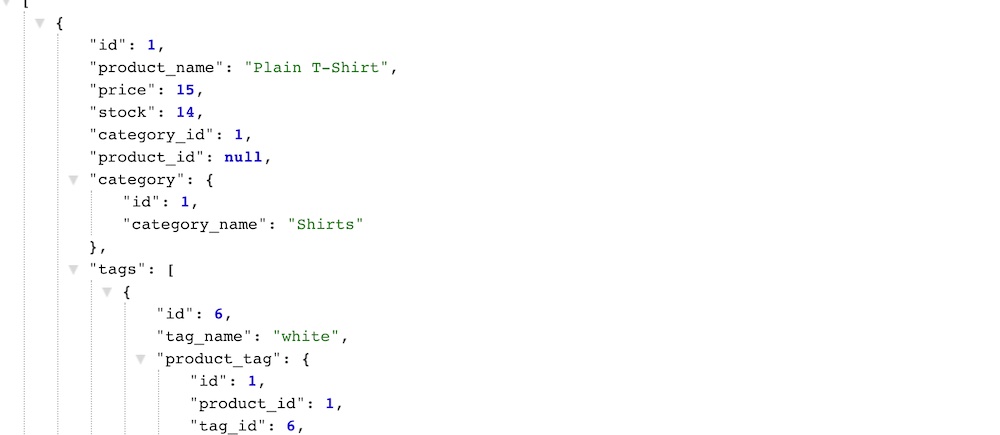 [
{
"id": 1,
"product_name": "Plain T-Shirt",
"price": 15,
"stock": 14,
"category_id": 1,
"product_id": null,
"category": {
"id": 1,
"category_name": "Shirts"
},
"tags": [
{
"id": 6,
"tag_name": "white",
"product_tag": {
"id": 1,
"product_id": 1,
"tag_id": 6,